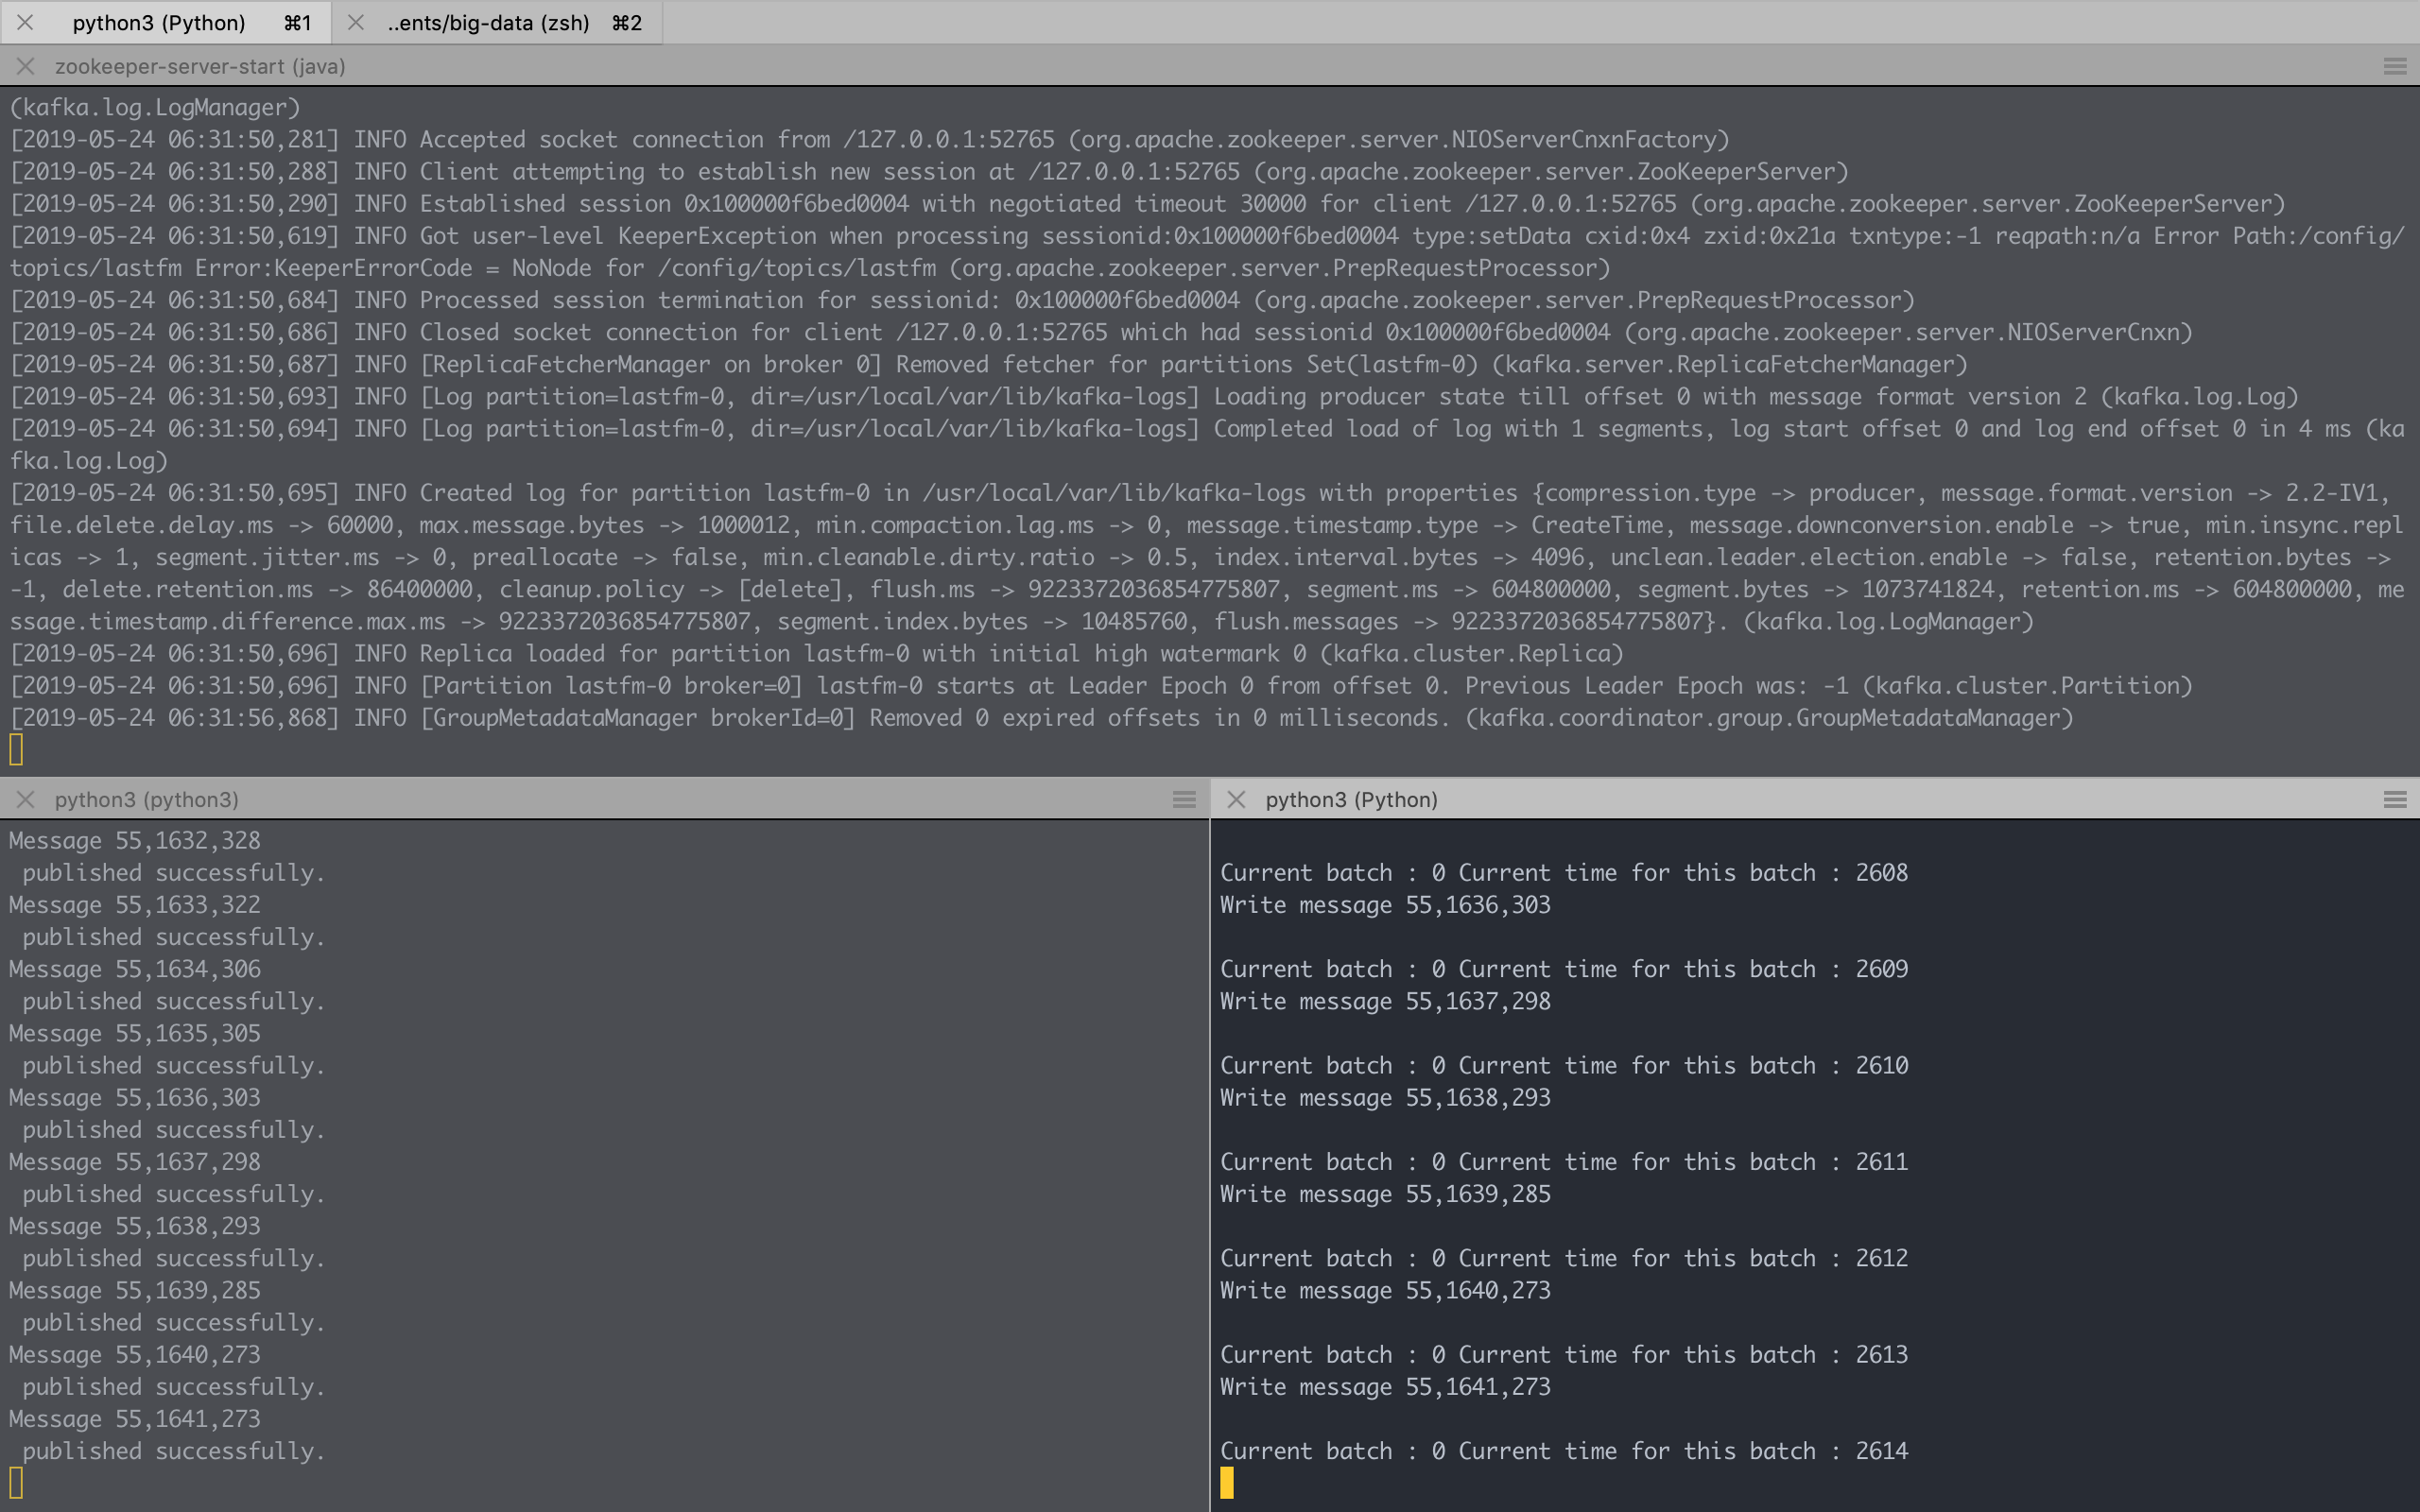 python3 (Python) ⌘1 ..ents/big-data (zsh) ⌘2
zookeeper-server-start (java)
(kafka.log.LogManager)
[2019-05-24 06:31:50,281] INFO Accepted socket connection from /127.0.0.1:52765 (org.apache.zookeeper.server.NIOServerCnxnFactory)
[2019-05-24 06:31:50,288] INFO Client attempting to establish new session at /127.0.0.1:52765 (org.apache.zookeeper.server.ZooKeeperServer)
[2019-05-24 06:31:50,290] INFO Established session 0x100000f6bed0004 with negotiated timeout 30000 for client /127.0.0.1:52765 (org.apache.zookeeper.server.ZooKeeperServer)
[2019-05-24 06:31:50,619] INFO Got user-level KeeperException when processing sessionid:0x100000f6bed0004 type:setData cxid:0x4 zxid:0x21a txntype:-1 reqpath:n/a Error Path:/config/
topics/lastfm Error:KeeperErrorCode = NoNode for /config/topics/lastfm (org.apache.zookeeper.server.PrepRequestProcessor)
[2019-05-24 06:31:50,684] INFO Processed session termination for sessionid: 0x100000f6bed0004 (org.apache.zookeeper.server.PrepRequestProcessor)
[2019-05-24 06:31:50,686] INFO Closed socket connection for client /127.0.0.1:52765 which had sessionid 0x100000f6bed0004 (org.apache.zookeeper.server.NIOServerCnxn)
[2019-05-24 06:31:50,687] INFO [ReplicaFetcherManager on broker 0] Removed fetcher for partitions Set(lastfm-0) (kafka.server.ReplicaFetcherManager)
[2019-05-24 06:31:50,693] INFO [Log partition=lastfm-0, dir=/usr/local/var/lib/kafka-logs] Loading producer state till offset 0 with message format version 2 (kafka.log.Log)
[2019-05-24 06:31:50,694] INFO [Log partition=lastfm-0, dir=/usr/local/var/lib/kafka-logs] Completed load of log with 1 segments, log start offset 0 and log end offset 0 in 4 ms (ka
fka.log.Log)
[2019-05-24 06:31:50,695] INFO Created log for partition lastfm-0 in /usr/local/var/lib/kafka-logs with properties {compression.type -> producer, message.format.version -> 2.2-IV1,
file.delete.delay.ms -> 60000, max.message.bytes -> 1000012, min.compaction.lag.ms -> 0, message.timestamp.type -> CreateTime, message.downconversion.enable -> true, min.insync.repl
icas -> 1, segment.jitter.ms -> 0, preallocate -> false, min.cleanable.dirty.ratio -> 0.5, index.interval.bytes -> 4096, unclean.leader.election.enable -> false, retention.bytes ->
-1, delete.retention.ms -> 86400000, cleanup.policy -> [delete], flush.ms -> 9223372036854775807, segment.ms -> 604800000, segment.bytes -> 1073741824, retention.ms -> 604800000, me
ssage.timestamp.difference.max.ms -> 9223372036854775807, segment.index.bytes -> 10485760, flush.messages -> 9223372036854775807}. (kafka.log.LogManager)
[2019-05-24 06:31:50,696] INFO Replica loaded for partition lastfm-0 with initial high watermark 0 (kafka.cluster.Replica)
[2019-05-24 06:31:50,696] INFO [Partition lastfm-0 broker=0] lastfm-0 starts at Leader Epoch 0 from offset 0. Previous Leader Epoch was: -1 (kafka.cluster.Partition)
[2019-05-24 06:31:56,868] INFO [GroupMetadataManager brokerId=0] Removed 0 expired offsets in 0 milliseconds. (kafka.coordinator.group.GroupMetadataManager)
python3 (python3)
Message 55,1632,328
published successfully.
Message 55,1633,322
published successfully.
Message 55,1634,306
published successfully.
Message 55,1635,305
published successfully.
Message 55,1636,303
published successfully.
Message 55,1637,298
published successfully.
Message 55,1638,293
published successfully.
Message 55,1639,285
published successfully.
Message 55,1640,273
published successfully.
Message 55,1641,273
published successfully.
python3 (Python)
Current batch : 0 Current time for this batch : 2608
Write message 55,1636,303
Current batch : 0 Current time for this batch : 2609
Write message 55,1637,298
Current batch : 0 Current time for this batch : 2610
Write message 55,1638,293
Current batch : 0 Current time for this batch : 2611
Write message 55,1639,285
Current batch : 0 Current time for this batch : 2612
Write message 55,1640,273
Current batch : 0 Current time for this batch : 2613
Write message 55,1641,273
Current batch : 0 Current time for this batch : 2614